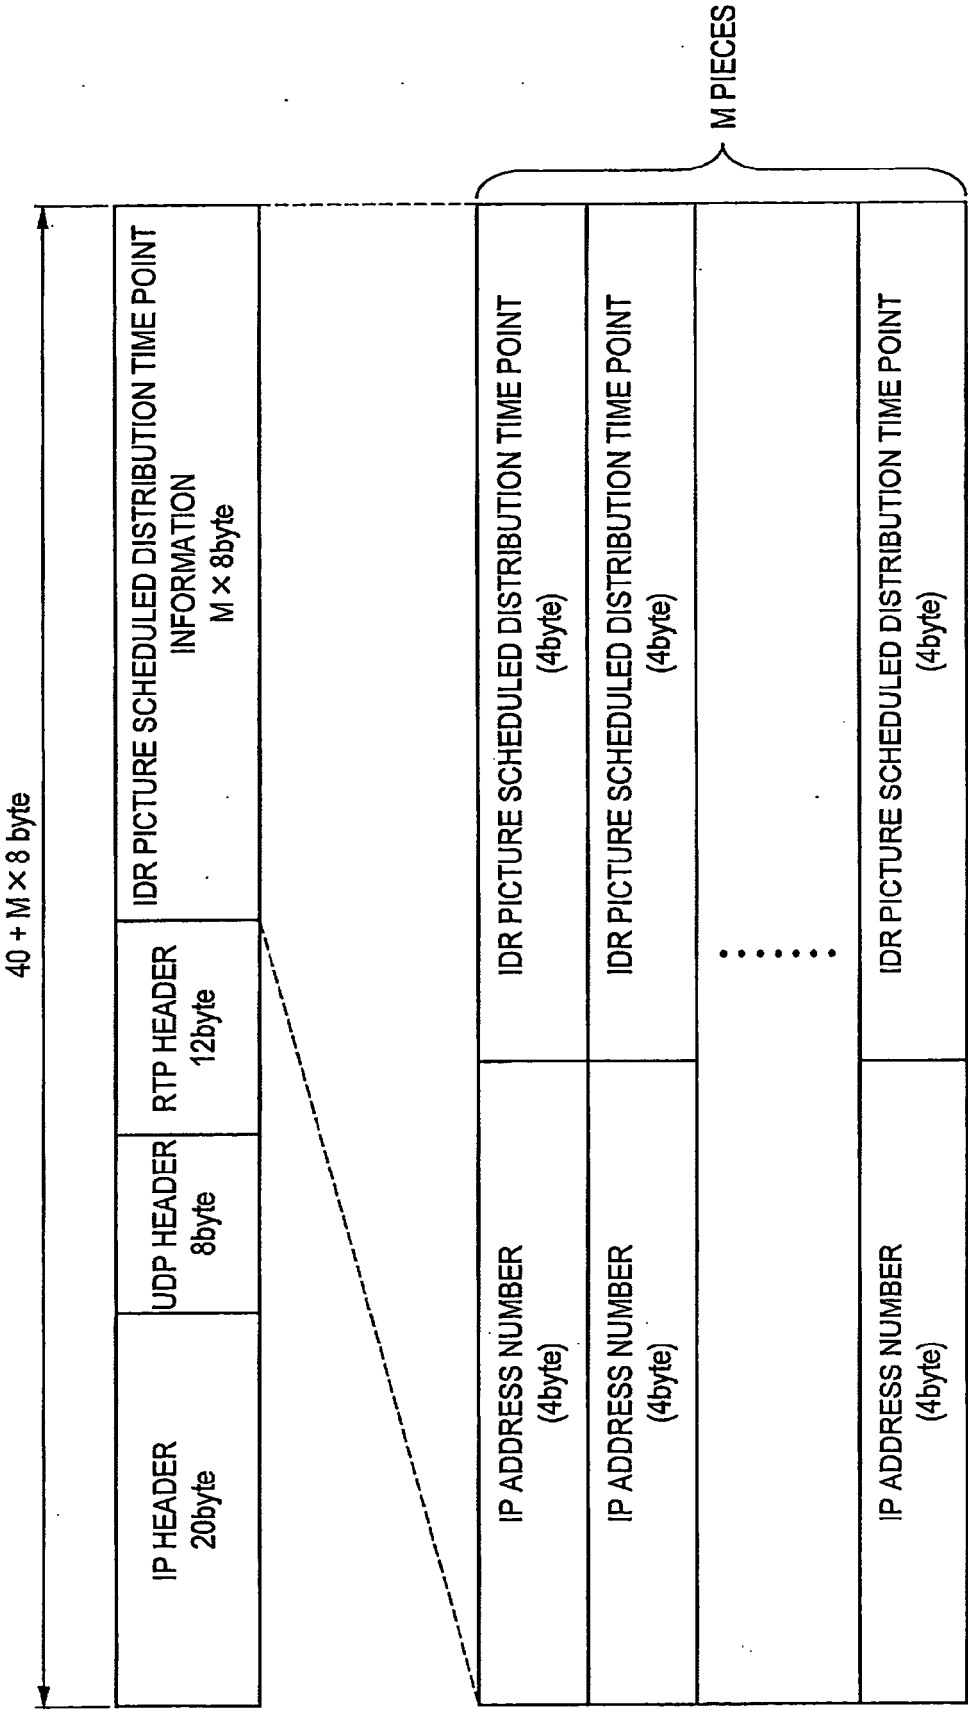 40 + M × 8 byte
IP HEADER
20byte
UDP HEADER
8byte
RTP HEADER
12byte
IDR PICTURE SCHEDULED DISTRIBUTION TIME POINT
INFORMATION
M × 8byte
IP ADDRESS NUMBER
(4byte)
IDR PICTURE SCHEDULED DISTRIBUTION TIME POINT
(4byte)
IP ADDRESS NUMBER
(4byte)
IDR PICTURE SCHEDULED DISTRIBUTION TIME POINT
(4byte)
.......
IP ADDRESS NUMBER
(4byte)
IDR PICTURE SCHEDULED DISTRIBUTION TIME POINT
(4byte)
M PIECES